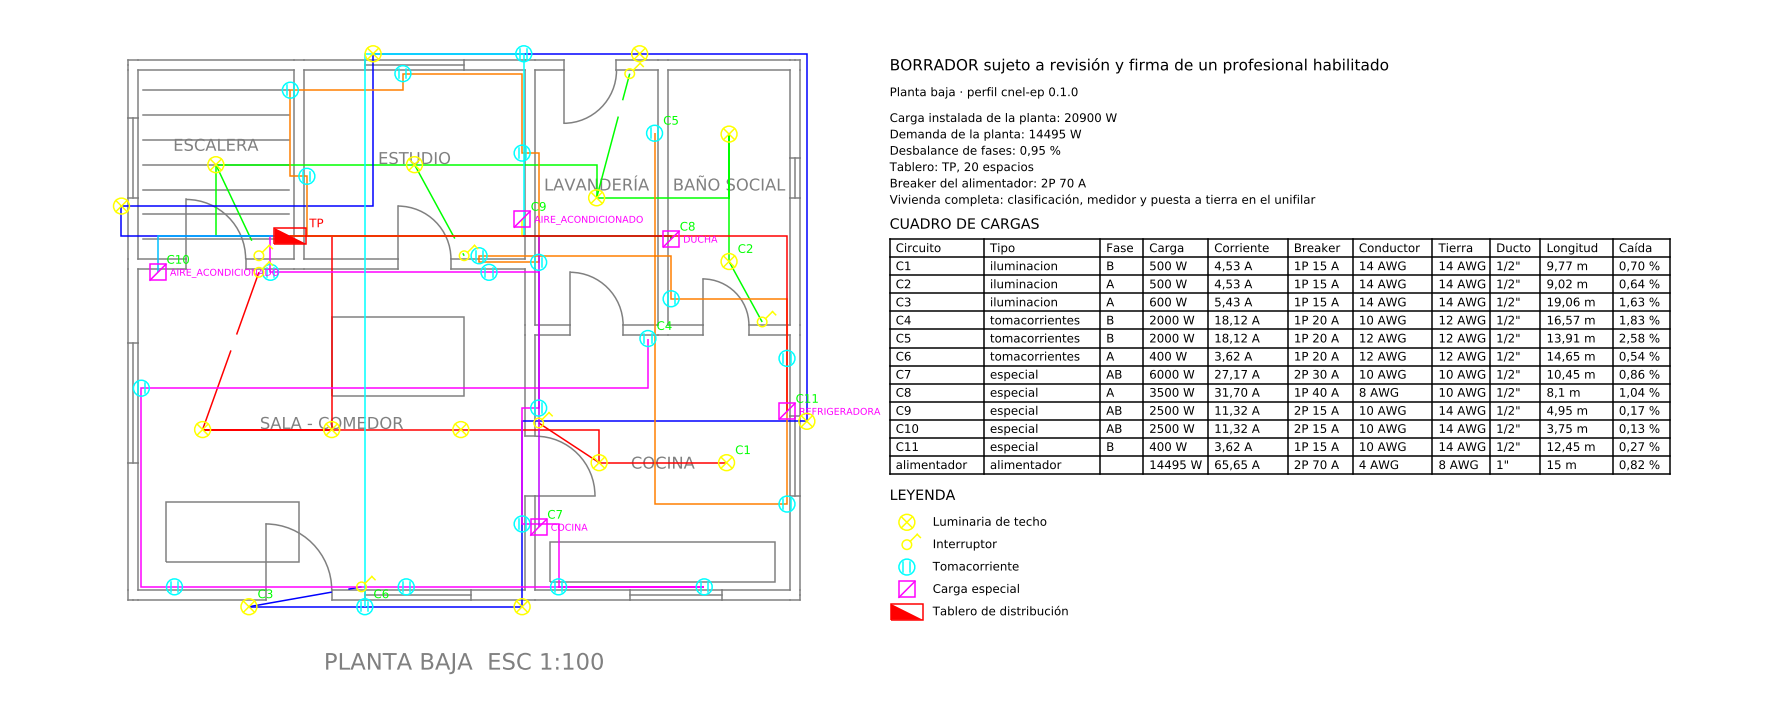 ESCALERA
ESTUDIO
LAVANDERÍA
BAÑO SOCIAL
C5
TP
C9
AIRE_ACONDICIONADO
C8
DUCHA
C2
C10
AIRE_ACONDICIONADO
C4
C11
REFRIGERADORA
SALA - COMEDOR
COCINA
C1
C7
COCINA
C3
C6
PLANTA BAJA  ESC 1:100
BORRADOR sujeto a revisión y firma de un profesional habilitado
Planta baja · perfil cnel-ep 0.1.0
Carga instalada de la planta: 20900 W
Demanda de la planta: 14495 W
Desbalance de fases: 0,95 %
Tablero: TP, 20 espacios
Breaker del alimentador: 2P 70 A
Vivienda completa: clasificación, medidor y puesta a tierra en el unifilar
CUADRO DE CARGAS
Circuito Tipo Fase Carga Corriente Breaker Conductor Tierra Ducto Longitud Caída
C1 iluminacion B 500 W 4,53 A 1P 15 A 14 AWG 14 AWG 1/2" 9,77 m 0,70 %
C2 iluminacion A 500 W 4,53 A 1P 15 A 14 AWG 14 AWG 1/2" 9,02 m 0,64 %
C3 iluminacion A 600 W 5,43 A 1P 15 A 14 AWG 14 AWG 1/2" 19,06 m 1,63 %
C4 tomacorrientes B 2000 W 18,12 A 1P 20 A 10 AWG 12 AWG 1/2" 16,57 m 1,83 %
C5 tomacorrientes B 2000 W 18,12 A 1P 20 A 12 AWG 12 AWG 1/2" 13,91 m 2,58 %
C6 tomacorrientes A 400 W 3,62 A 1P 20 A 12 AWG 12 AWG 1/2" 14,65 m 0,54 %
C7 especial AB 6000 W 27,17 A 2P 30 A 10 AWG 10 AWG 1/2" 10,45 m 0,86 %
C8 especial A 3500 W 31,70 A 1P 40 A 8 AWG 10 AWG 1/2" 8,1 m 1,04 %
C9 especial AB 2500 W 11,32 A 2P 15 A 10 AWG 14 AWG 1/2" 4,95 m 0,17 %
C10 especial AB 2500 W 11,32 A 2P 15 A 10 AWG 14 AWG 1/2" 3,75 m 0,13 %
C11 especial B 400 W 3,62 A 1P 15 A 10 AWG 14 AWG 1/2" 12,45 m 0,27 %
alimentador alimentador 14495 W 65,65 A 2P 70 A 4 AWG 8 AWG 1" 15 m 0,82 %
LEYENDA
Luminaria de techo
Interruptor
Tomacorriente
Carga especial
Tablero de distribución